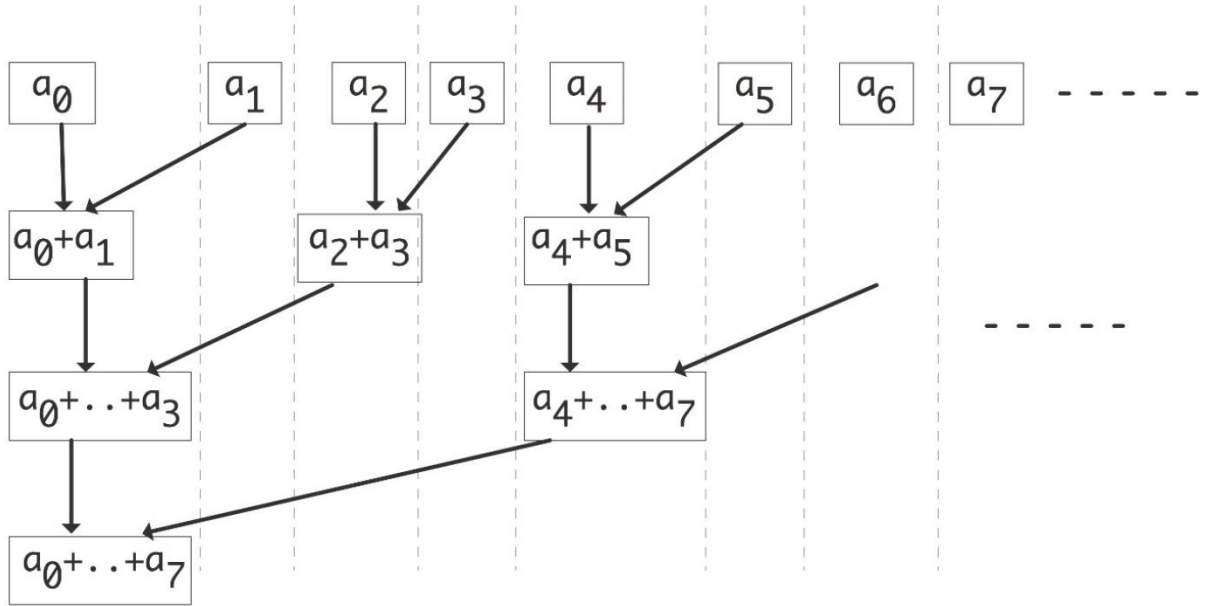 a0 a1 a2 a3 a4 a5 a6 a7 - - - - -
a0+a1 a2+a3 a4+a5
- - - - -
a0+..+a3 a4+..+a7
a0+..+a7